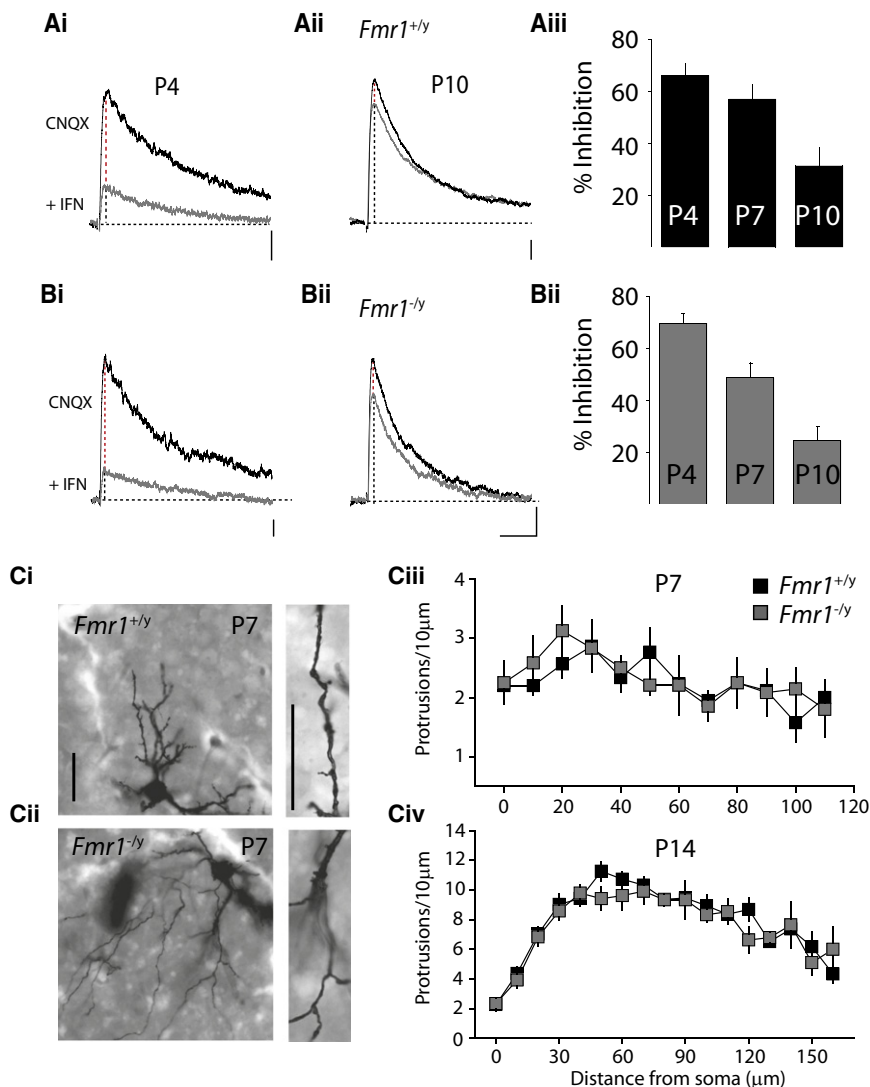 Ai
P4
CNQX
+ IFN
Aii
Fmr1+/y
P10
Aiii
80
60
40
20
% Inhibition
P4
P7
P10
Bi
CNQX
+ IFN
Bii
Fmr1-/y
Bii
80
60
40
20
% Inhibition
P4
P7
P10
Ci
Fmr1+/y
P7
Cii
Fmr1-/y
P7
Ciii
P7
Fmr1+/y
Fmr1-/y
4
3
2
1
Protrusions/10μm
0 20 40 60 80 100 120
Civ
P14
14
12
10
8
6
4
2
0
Protrusions/10μm
0 30 60 90 120 150
Distance from soma (μm)